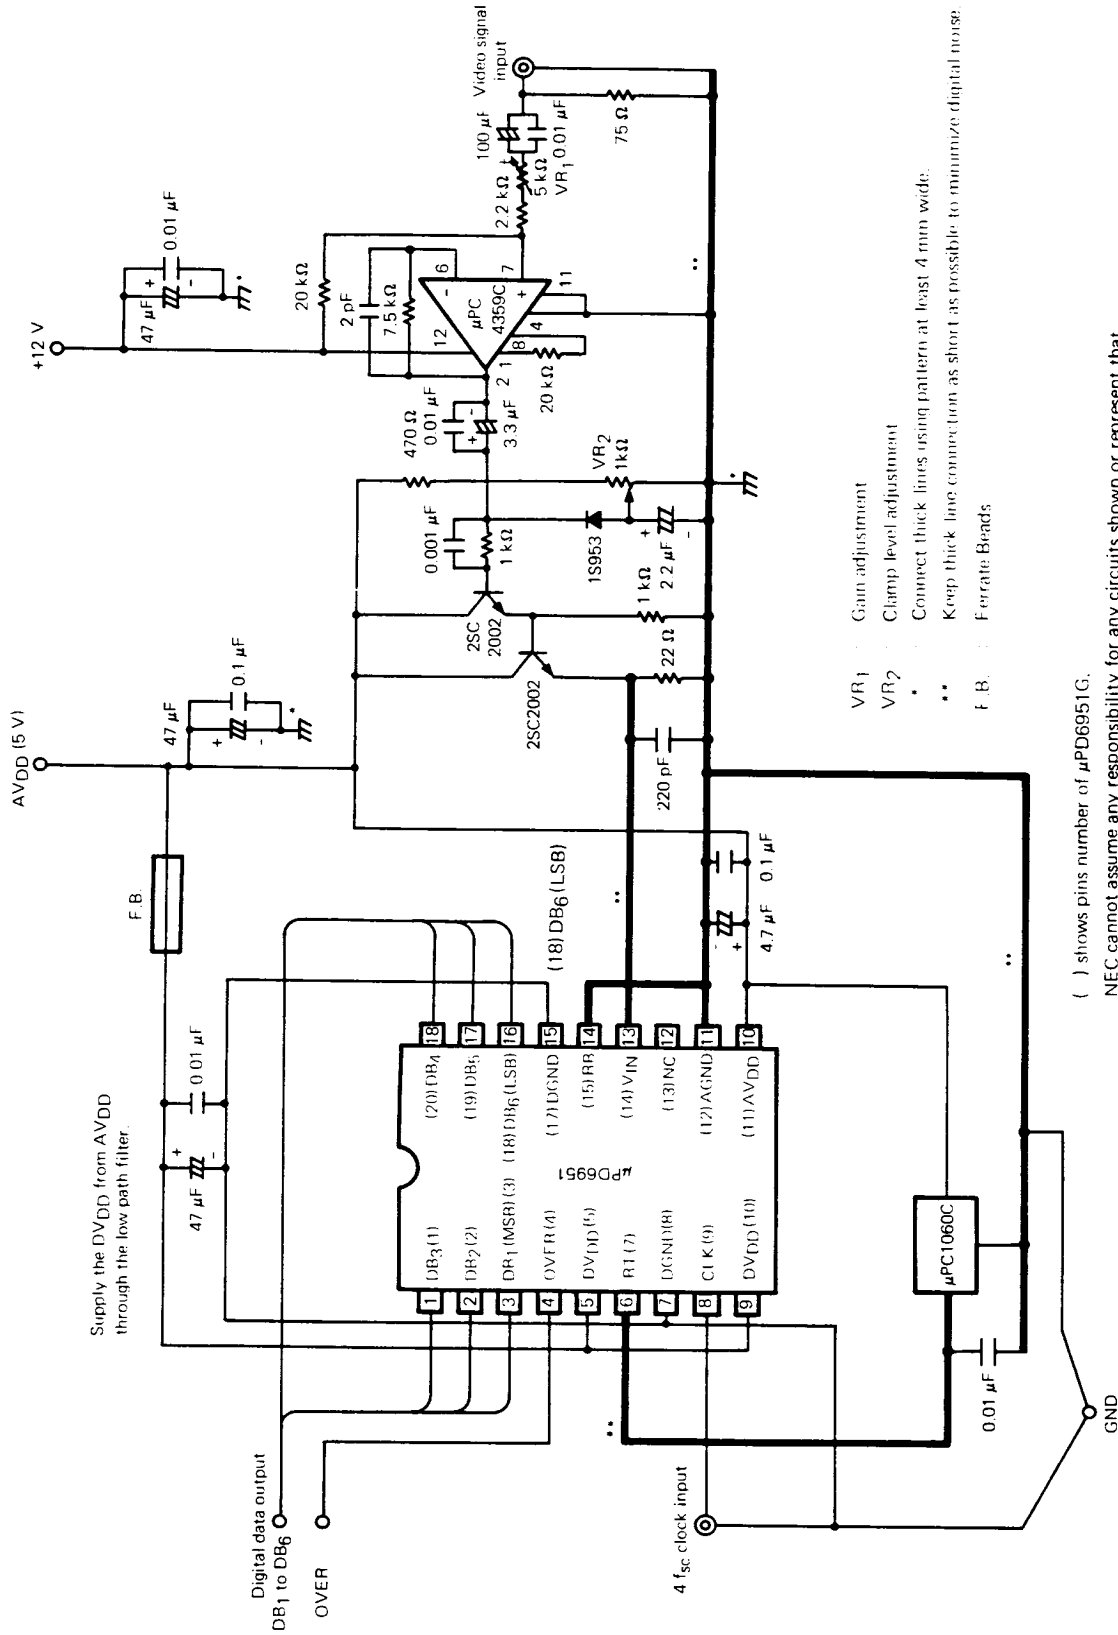 Supply the DVDD from AVDD
through the low path filter.
AVDD (5 V)
+12 V
F.B.
47 µF
+
-
0.01 µF
47 µF
+
-
0.1 µF
*
47 µF
+
-
0.01 µF
*
Digital data output
DB1 to DB6
OVER
4 fsc clock input
GND
1
2
3
4
5
6
7
8
9
DB3(1)
DB2(2)
DB1(MSB)(3)
OVER(4)
DVDD(5)
RT(7)
DGND(8)
CLK(9)
DVDD(10)
µPD6951
(20)DB4
(19)DB5
(18)DB6(LSB)
(17)DGND
(15)RB
(14)VIN
(13)NC
(12)AGND
(11)AVDD
18
17
16
15
14
13
12
11
10
(18)DB6(LSB)
**
**
**
**
4.7 µF
-
+
0.1 µF
220 pF
22 Ω
1 kΩ
2SC2002
2SC
2002
0.001 µF
1 kΩ
470 Ω
0.01 µF
+
-
3.3 µF
1S953
2.2 µF
+
-
VR2
1kΩ
*
20 kΩ
2 pF
7.5 kΩ
20 kΩ
µPC
4359C
-
+
12
6
7
2
1
8
4
11
2.2 kΩ
5 kΩ
VR1
100 µF
0.01 µF
75 Ω
Video signal
input
µPC1060C
0.01 µF
VR1 : Gain adjustment
VR2 : Clamp level adjustment
* : Connect thick lines using pattern at least 4 mm wide.
** : Keep thick line connection as short as possible to minimize digital noise.
F.B. : Ferrate Beads
( ) shows pins number of µPD6951G.
NEC cannot assume any responsibility for any circuits shown or represent that